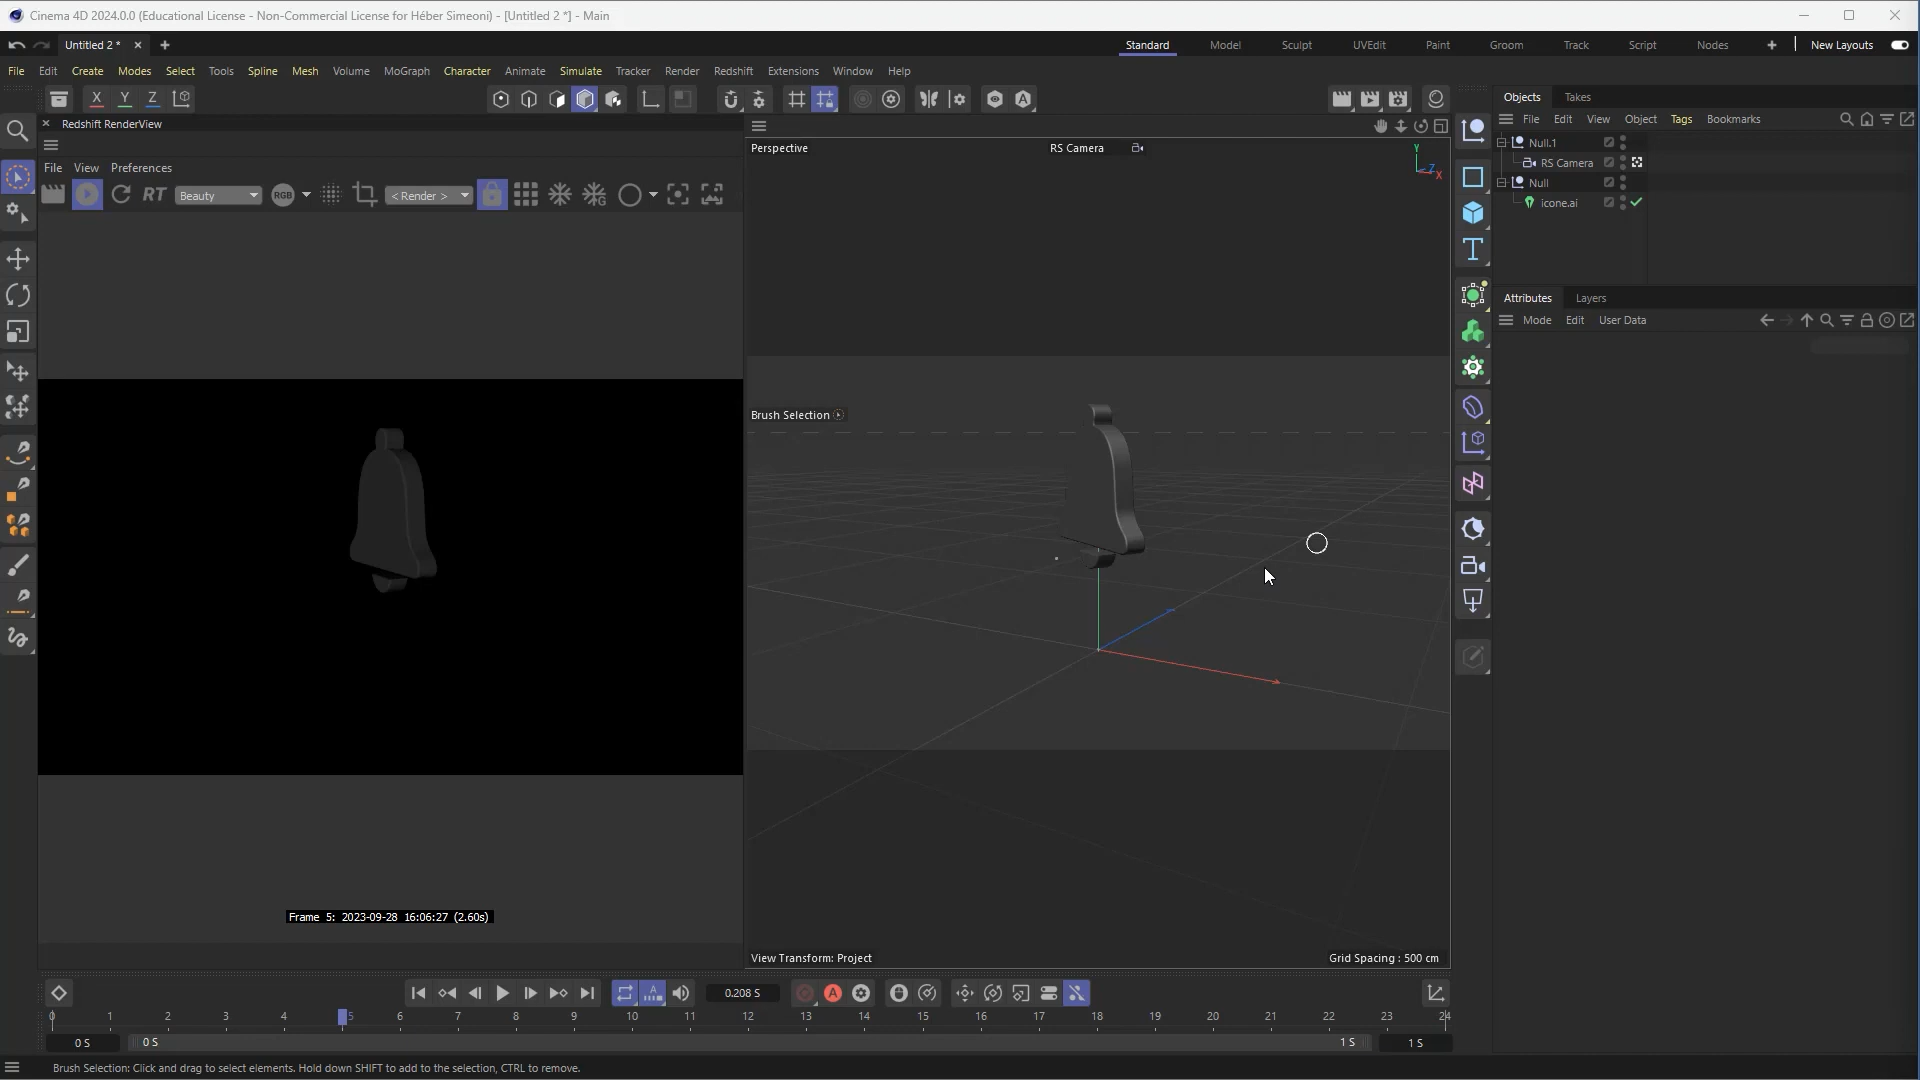 Cinema 4D 2024.0.0 (Educational License - Non-Commercial License for Héber Simeoni) - [Untitled 2 *] - Main
Untitled 2 *
Standard
Model
Sculpt
UVEdit
Paint
Groom
Track
Script
Nodes
New Layouts
File Edit Create Modes Select Tools Spline Mesh Volume MoGraph Character Animate Simulate Tracker Render Redshift Extensions Window Help
X Y Z
Objects Takes
File Edit View Object Tags Bookmarks
Redshift RenderView
Null.1
RS Camera
Null
icone.ai
File View Preferences
RT Beauty RGB < Render >
Perspective
RS Camera
Y
Z
X
Attributes Layers
Mode Edit User Data
Brush Selection
Frame 5: 2023-09-28 16:06:27 (2.60s)
View Transform: Project
Grid Spacing : 500 cm
0.208 S
0 1 2 3 4 5 6 7 8 9 10 11 12 13 14 15 16 17 18 19 20 21 22 23 24
0 S
0 S
1 S
1 S
Brush Selection: Click and drag to select elements. Hold down SHIFT to add to the selection, CTRL to remove.